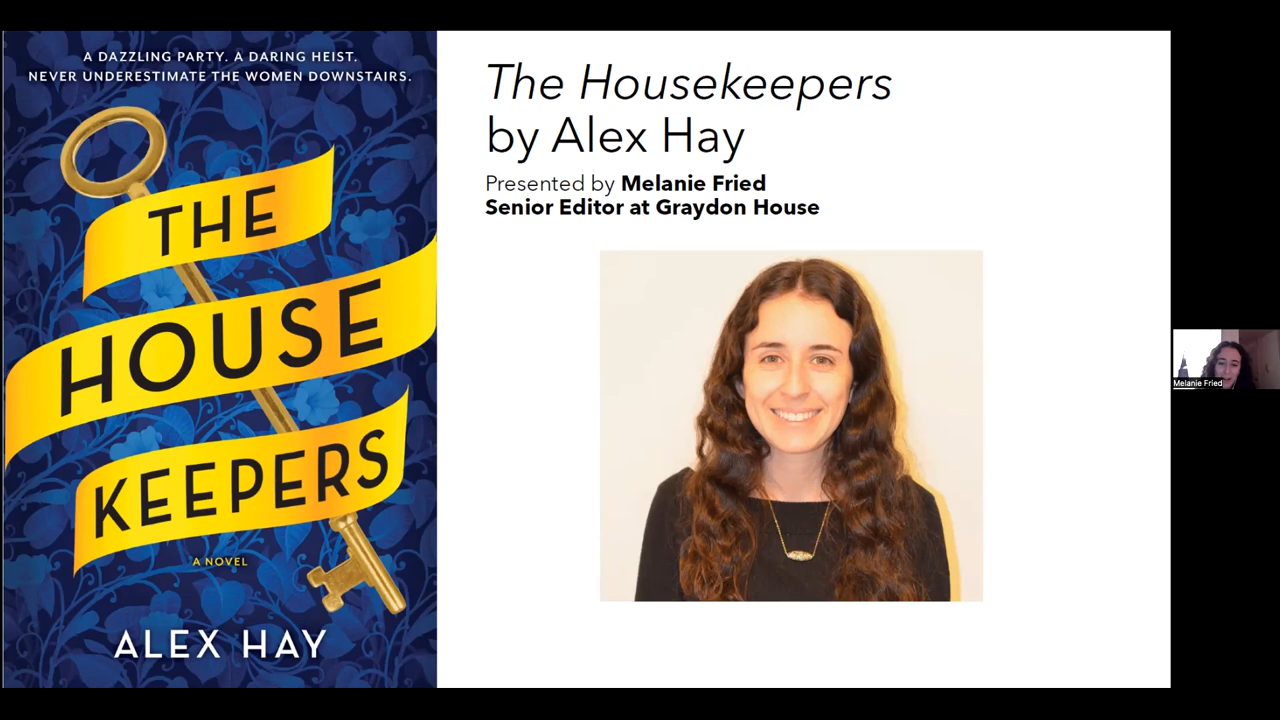 A DAZZLING PARTY. A DARING HEIST.
NEVER UNDERESTIMATE THE WOMEN DOWNSTAIRS.
THE
HOUSE
KEEPERS
A NOVEL
ALEX HAY
The Housekeepers
by Alex Hay
Presented by Melanie Fried
Senior Editor at Graydon House
Melanie Fried